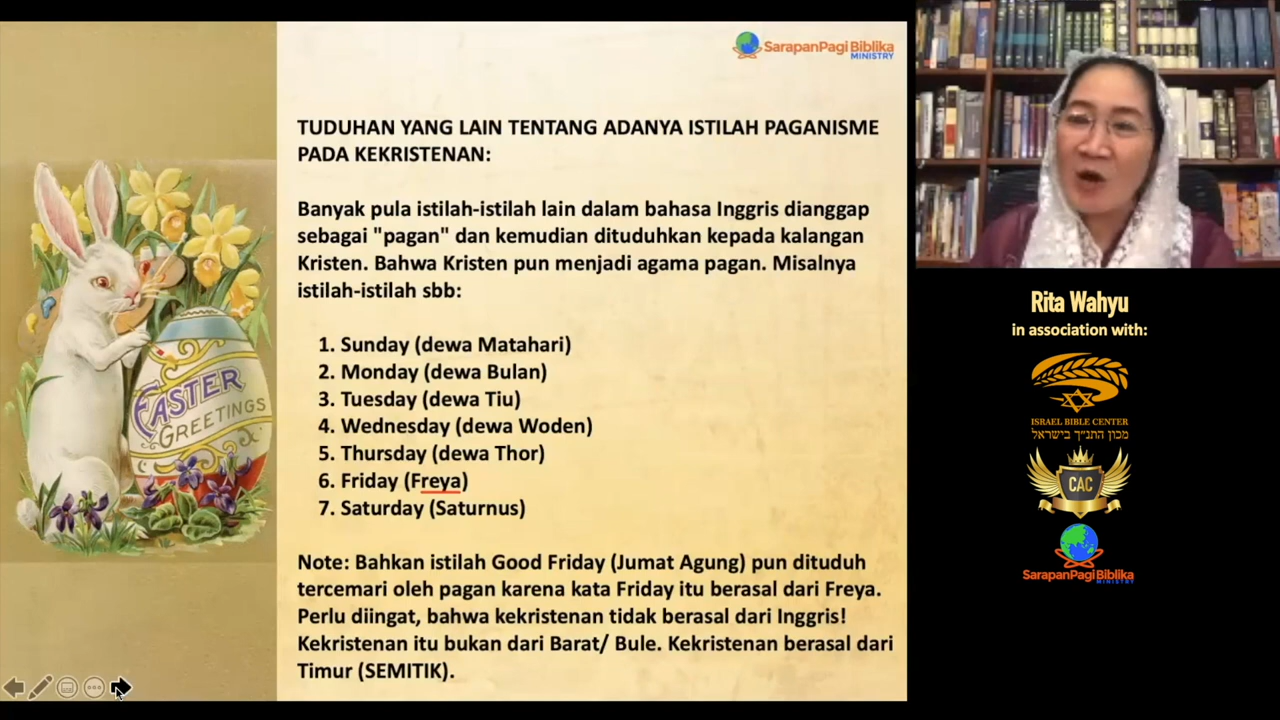 SarapanPagi Biblika
MINISTRY
TUDUHAN YANG LAIN TENTANG ADANYA ISTILAH PAGANISME
PADA KEKRISTENAN:
Banyak pula istilah-istilah lain dalam bahasa Inggris dianggap
sebagai "pagan" dan kemudian dituduhkan kepada kalangan
Kristen. Bahwa Kristen pun menjadi agama pagan. Misalnya
istilah-istilah sbb:
1. Sunday (dewa Matahari)
2. Monday (dewa Bulan)
3. Tuesday (dewa Tiu)
4. Wednesday (dewa Woden)
5. Thursday (dewa Thor)
6. Friday (Freya)
7. Saturday (Saturnus)
Note: Bahkan istilah Good Friday (Jumat Agung) pun dituduh
tercemari oleh pagan karena kata Friday itu berasal dari Freya.
Perlu diingat, bahwa kekristenan tidak berasal dari Inggris!
Kekristenan itu bukan dari Barat/ Bule. Kekristenan berasal dari
Timur (SEMITIK).
EASTER
GREETINGS
Rita Wahyu
in association with:
ISRAEL BIBLE CENTER
מכון התנ״ך בישראל
CAC
SarapanPagi Biblika
MINISTRY